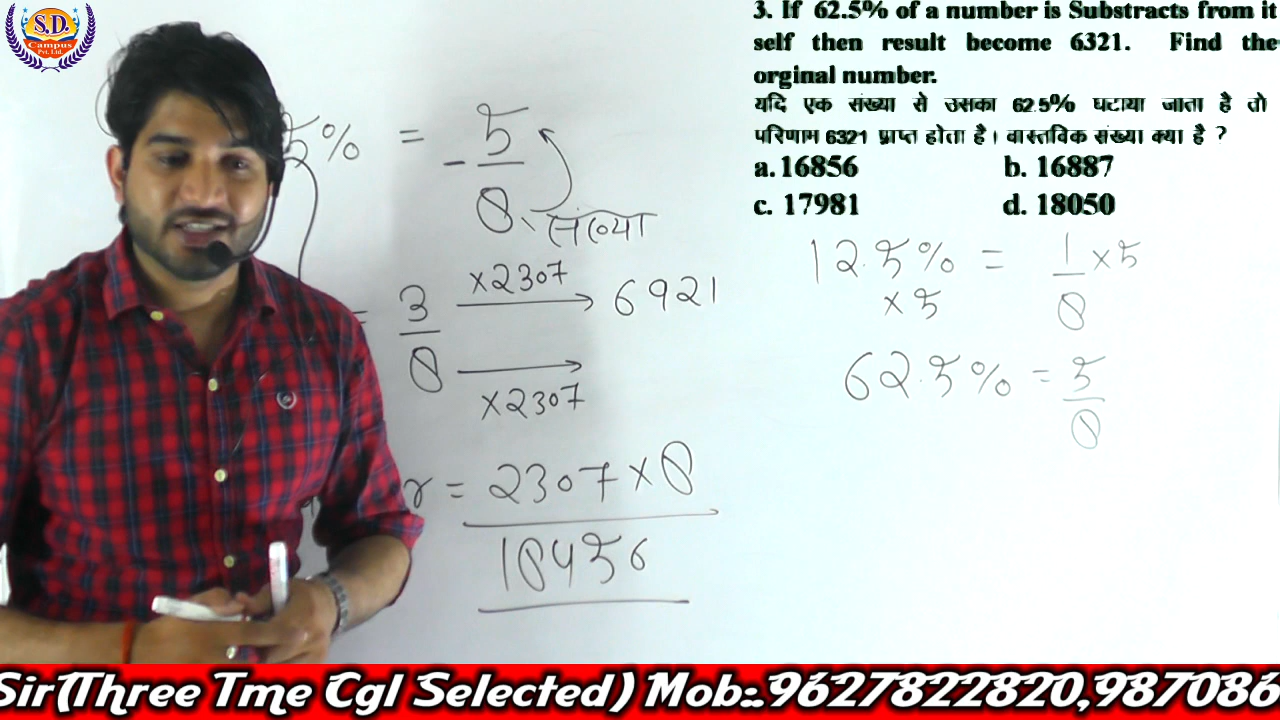 S.D.
Campus
Pvt. Ltd.
3. If 62.5% of a number is Substracts from it
self then result become 6321. Find the
orginal number.
यदि एक संख्या से उसका 62.5% घटाया जाता है तो
परिणाम 6321 प्राप्त होता है। वास्तविक संख्या क्या है ?
a. 16856 b. 16887
c. 17981 d. 18050
5% = - 5/8 संख्या
= 3/8 ×2307 6921
×2307
r = 2307 × 8
18456
12.5% = 1/8 × 5
× 5
62.5% = 5/8
Sir(Three Tme Cgl Selected) Mob:.9627822820,987086